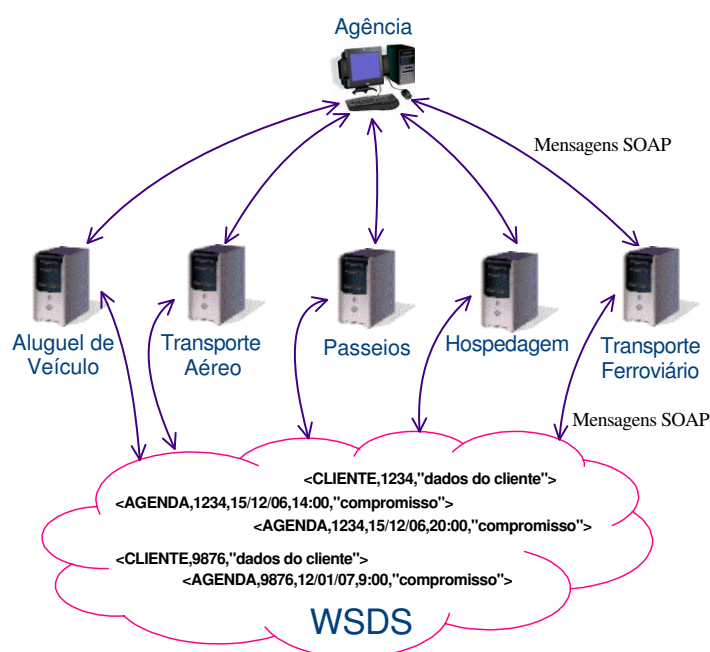 Agência
Mensagens SOAP
Aluguel de
Veículo
Transporte
Aéreo
Passeios
Hospedagem
Transporte
Ferroviário
Mensagens SOAP
<CLIENTE,1234,"dados do cliente">
<AGENDA,1234,15/12/06,14:00,"compromisso">
<AGENDA,1234,15/12/06,20:00,"compromisso">
<CLIENTE,9876,"dados do cliente">
<AGENDA,9876,12/01/07,9:00,"compromisso">
WSDS